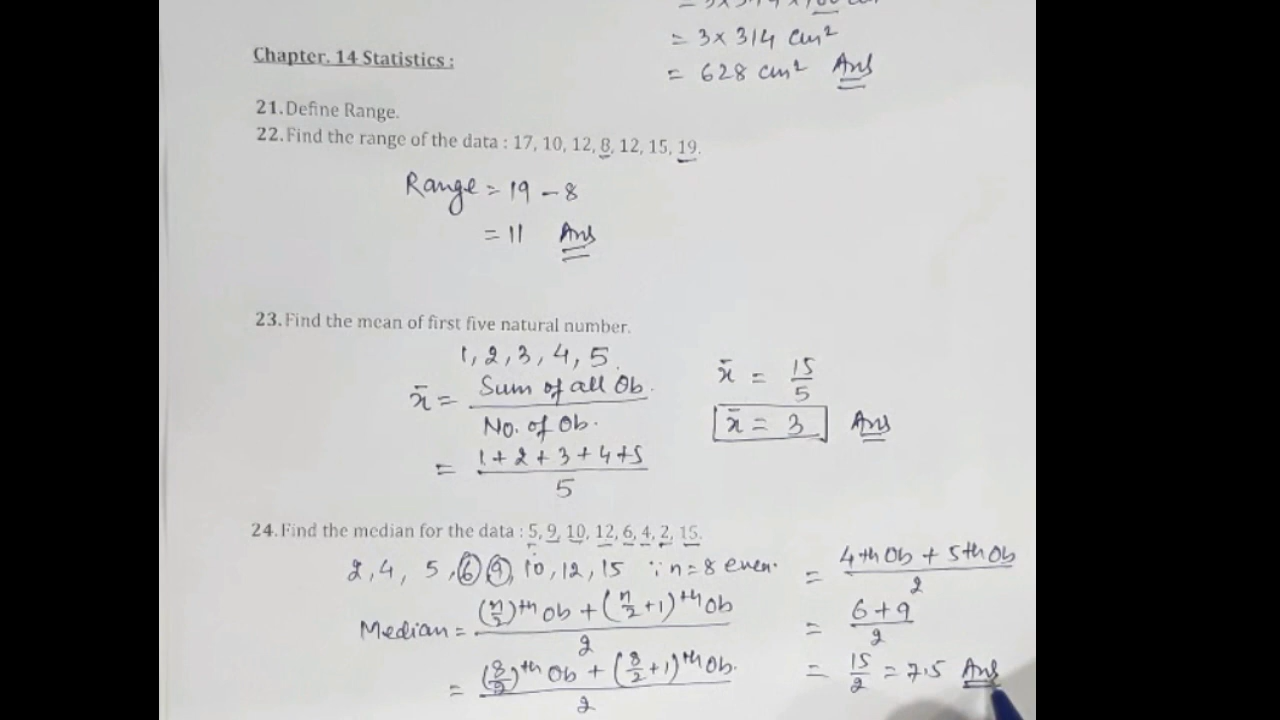 = 3 × 314 cm²
Chapter. 14 Statistics :
= 628 cm² Ans
21. Define Range.
22. Find the range of the data : 17, 10, 12, 8, 12, 15, 19.
Range = 19 - 8
= 11 Ans
23. Find the mean of first five natural number.
1, 2, 3, 4, 5.
x̄ = Sum of all Ob. / No. of Ob.
= 1 + 2 + 3 + 4 + 5 / 5
x̄ = 15 / 5
x̄ = 3 Ans
24. Find the median for the data : 5, 9, 10, 12, 6, 4, 2, 15.
2, 4, 5, 6, 9, 10, 12, 15 ∵ n = 8 even.
Median = (n/2)th Ob + (n/2 + 1)th Ob / 2
= (8/2)th Ob + (8/2 + 1)th Ob. / 2
= 4th Ob + 5th Ob / 2
= 6 + 9 / 2
= 15/2 = 7.5 Ans